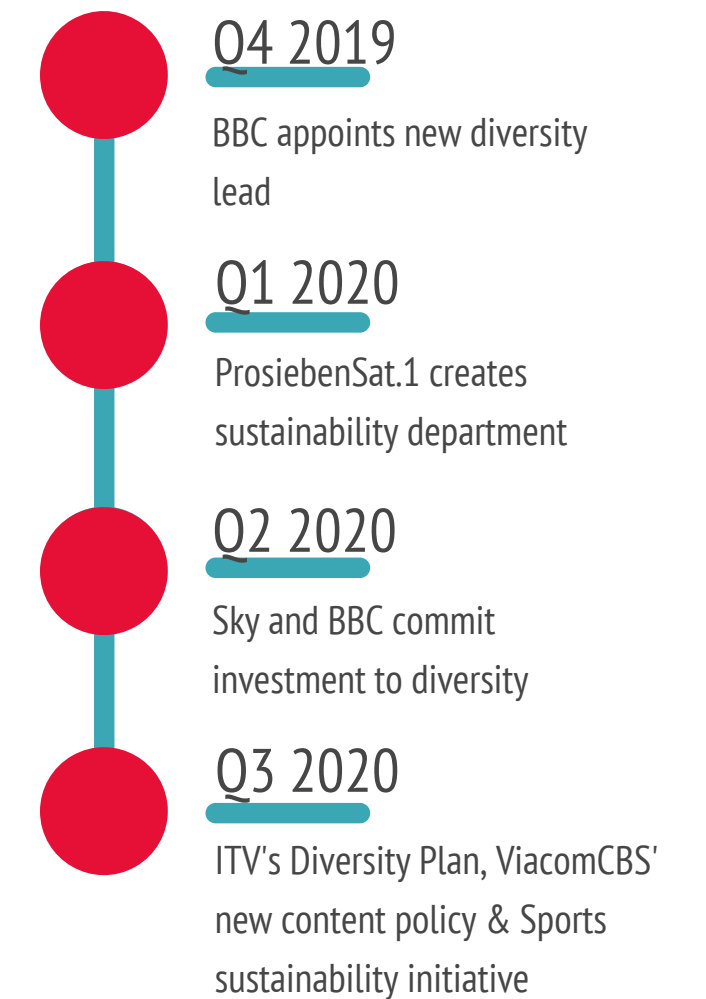 Q4 2019
BBC appoints new diversity
lead
Q1 2020
ProsiebenSat.1 creates
sustainability department
Q2 2020
Sky and BBC commit
investment to diversity
Q3 2020
ITV's Diversity Plan, ViacomCBS'
new content policy & Sports
sustainability initiative